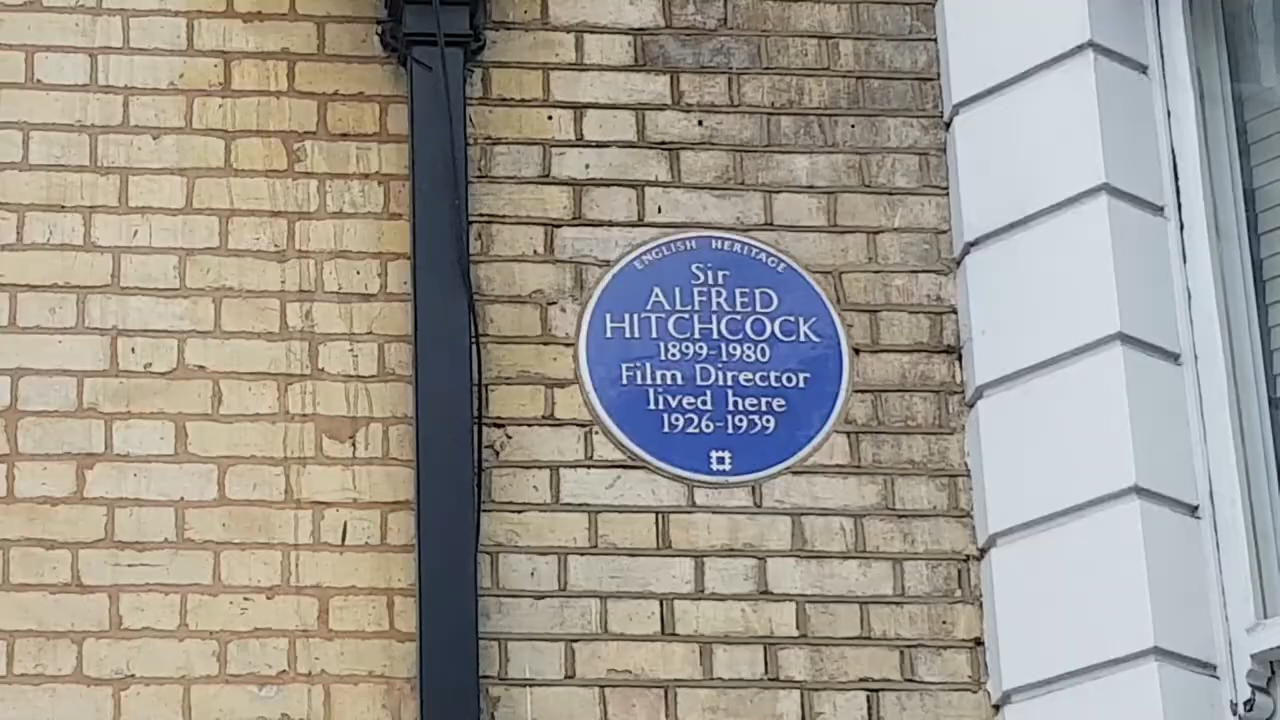 ENGLISH HERITAGE
Sir
ALFRED
HITCHCOCK
1899-1980
Film Director
lived here
1926-1939